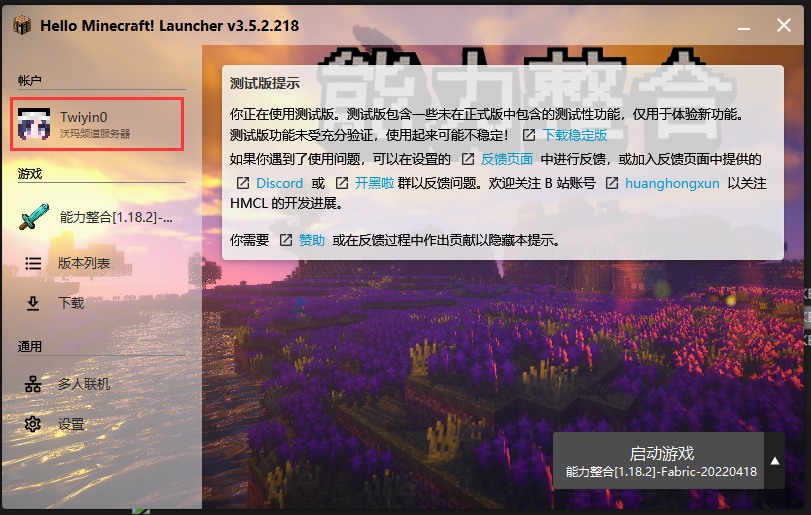 Hello Minecraft! Launcher v3.5.2.218
帐户
Twiyin0
沃玛频道服务器
游戏
能力整合[1.18.2]-...
版本列表
下载
通用
多人联机
设置
能力整合
测试版提示
你正在使用测试版。测试版包含一些未在正式版中包含的测试性功能，仅用于体验新功能。
测试版功能未受充分验证，使用起来可能不稳定！ 下载稳定版
如果你遇到了使用问题，可以在设置的 反馈页面 中进行反馈，或加入反馈页面中提供的
Discord 或 开黑啦 群以反馈问题。欢迎关注 B 站账号 huanghongxun 以关注
HMCL 的开发进展。
你需要 赞助 或在反馈过程中作出贡献以隐藏本提示。
启动游戏
能力整合[1.18.2]-Fabric-20220418